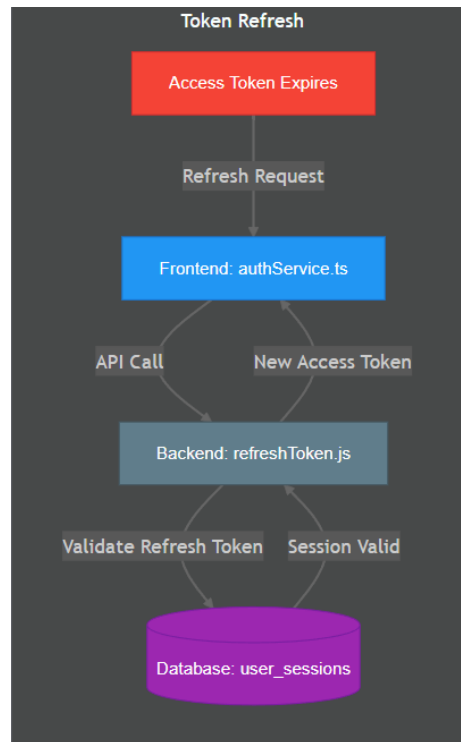 Token Refresh
Access Token Expires
Refresh Request
Frontend: authService.ts
API Call
New Access Token
Backend: refreshToken.js
Validate Refresh Token
Session Valid
Database: user_sessions